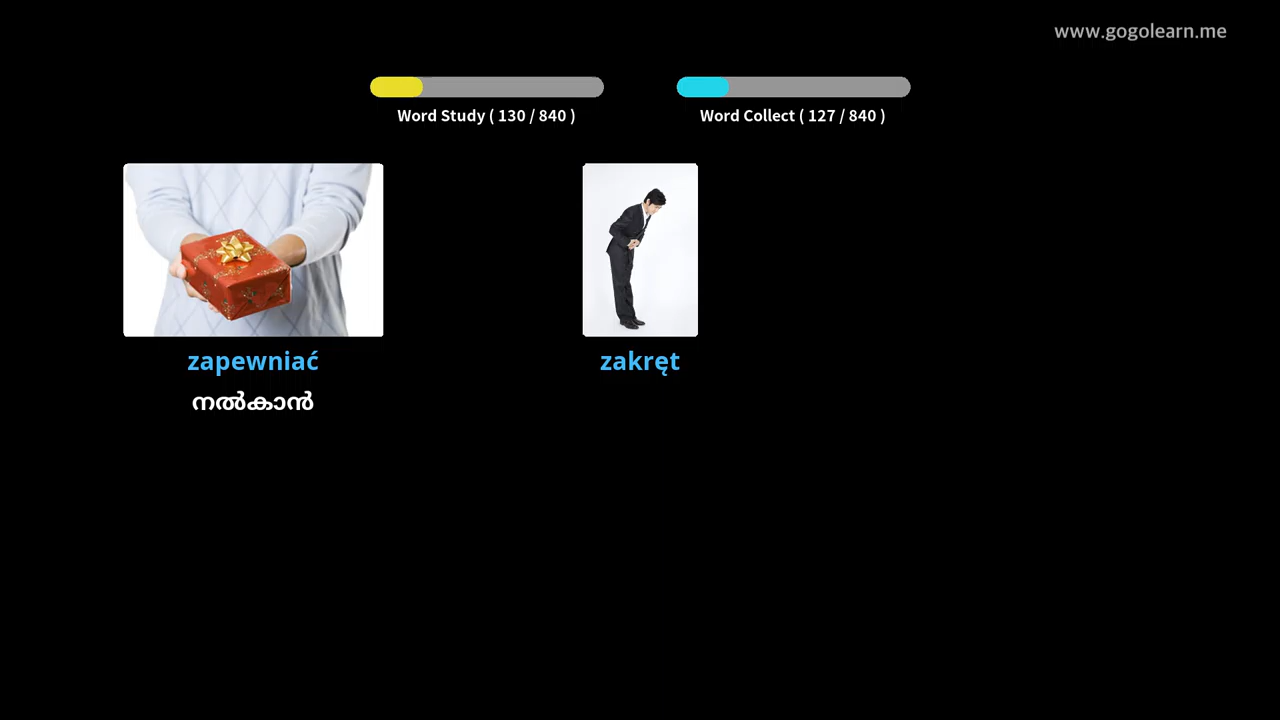 www.gogolearn.me
Word Study ( 130 / 840 )
Word Collect ( 127 / 840 )
zapewniać
നൽകാൻ
zakręt